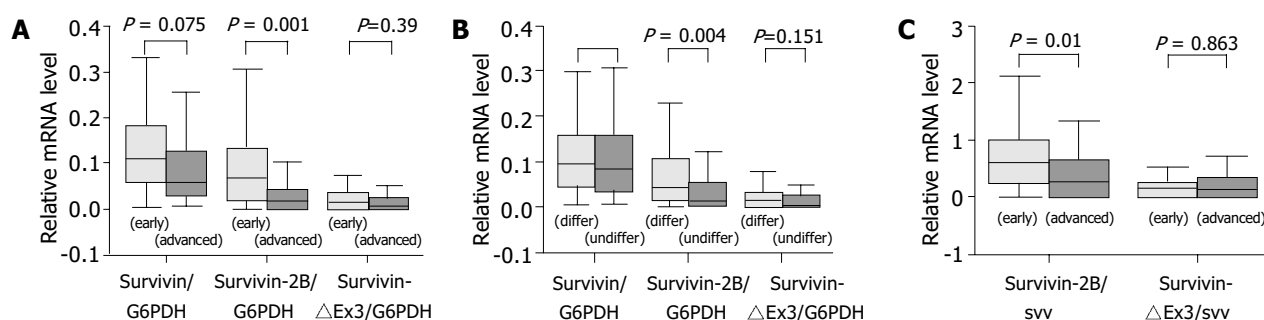 A
Relative mRNA level
0.4
0.3
0.2
0.1
0.0
-0.1
P = 0.075
P = 0.001
P=0.39
(early)
(advanced)
(early)
(advanced)
(early)
(advanced)
Survivin/
G6PDH
Survivin-2B/
G6PDH
Survivin-
△Ex3/G6PDH
B
Relative mRNA level
0.4
0.3
0.2
0.1
0.0
-0.1
P = 0.004
P=0.151
(differ)
(undiffer)
(differ)
(undiffer)
(differ)
(undiffer)
Survivin/
G6PDH
Survivin-2B/
G6PDH
Survivin-
△Ex3/G6PDH
C
Relative mRNA level
3
2
1
0
-1
P = 0.01
P = 0.863
(early)
(advanced)
(early)
(advanced)
Survivin-2B/
svv
Survivin-
△Ex3/svv